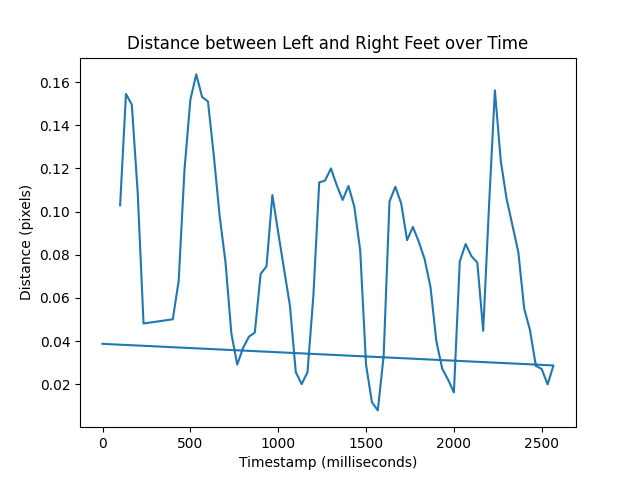 Distance between Left and Right Feet over Time
0.16
0.14
0.12
0.10
0.08
0.06
0.04
0.02
Distance (pixels)
0 500 1000 1500 2000 2500
Timestamp (milliseconds)